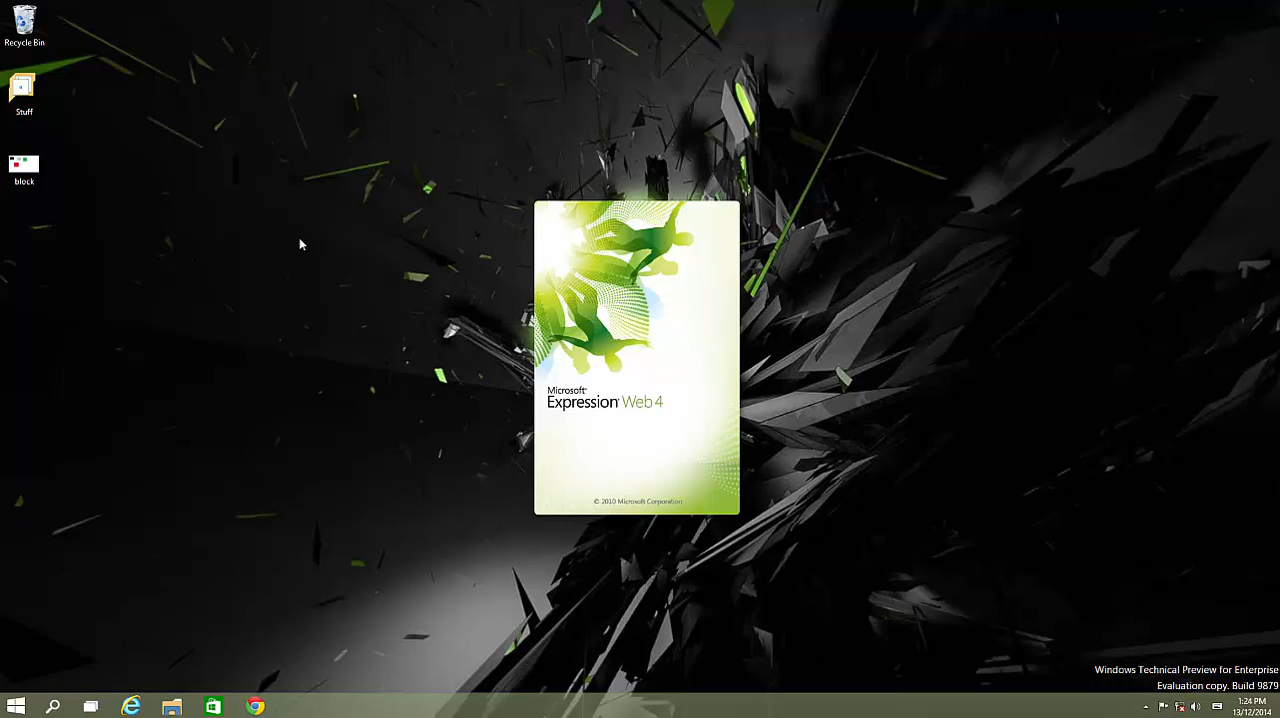 Recycle Bin
Stuff
block
Microsoft®
Expression® Web 4
© 2010 Microsoft Corporation
Windows Technical Preview for Enterprise
Evaluation copy. Build 9879
1:24 PM
13/12/2014